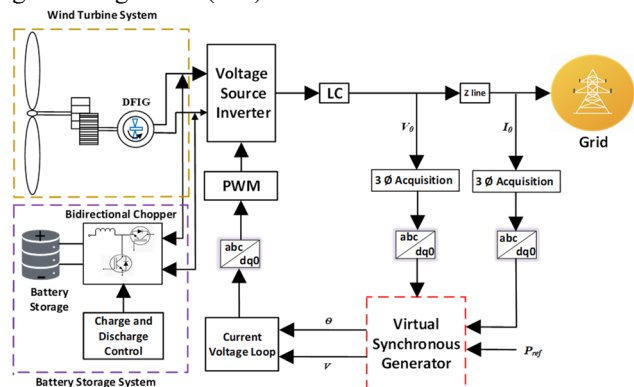 Wind Turbine System
DFIG
Voltage
Source
Inverter
LC
Z line
Grid
V0
I0
PWM
3 Ø Acquisition
3 Ø Acquisition
Bidirectional Chopper
abc
dq0
abc
dq0
abc
dq0
Battery
Storage
Charge and
Discharge
Control
Current
Voltage Loop
Θ
V
Virtual
Synchronous
Generator
Pref
Battery Storage System